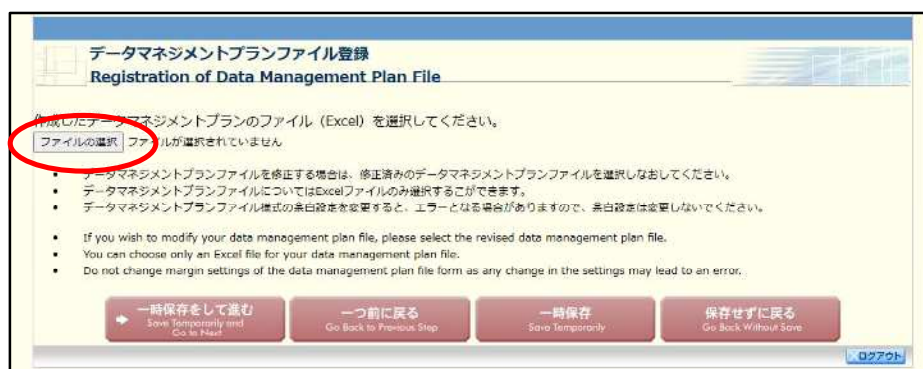 データマネジメントプランファイル登録
Registration of Data Management Plan File
作成したデータマネジメントプランのファイル（Excel）を選択してください。
ファイルの選択 ファイルが選択されていません
• データマネジメントプランファイルを修正する場合は、修正済みのデータマネジメントプランファイルを選択しなおしてください。
• データマネジメントプランファイルについてはExcelファイルのみ選択するこができます。
• データマネジメントプランファイル様式の余白設定を変更すると、エラーとなる場合がありますので、余白設定は変更しないでください。
• If you wish to modify your data management plan file, please select the revised data management plan file.
• You can choose only an Excel file for your data management plan file.
• Do not change margin settings of the data management plan file form as any change in the settings may lead to an error.
一時保存をして進む
Save Temporarily and
Go to Next
一つ前に戻る
Go Back to Previous Step
一時保存
Save Temporarily
保存せずに戻る
Go Back Without Save
ログアウト